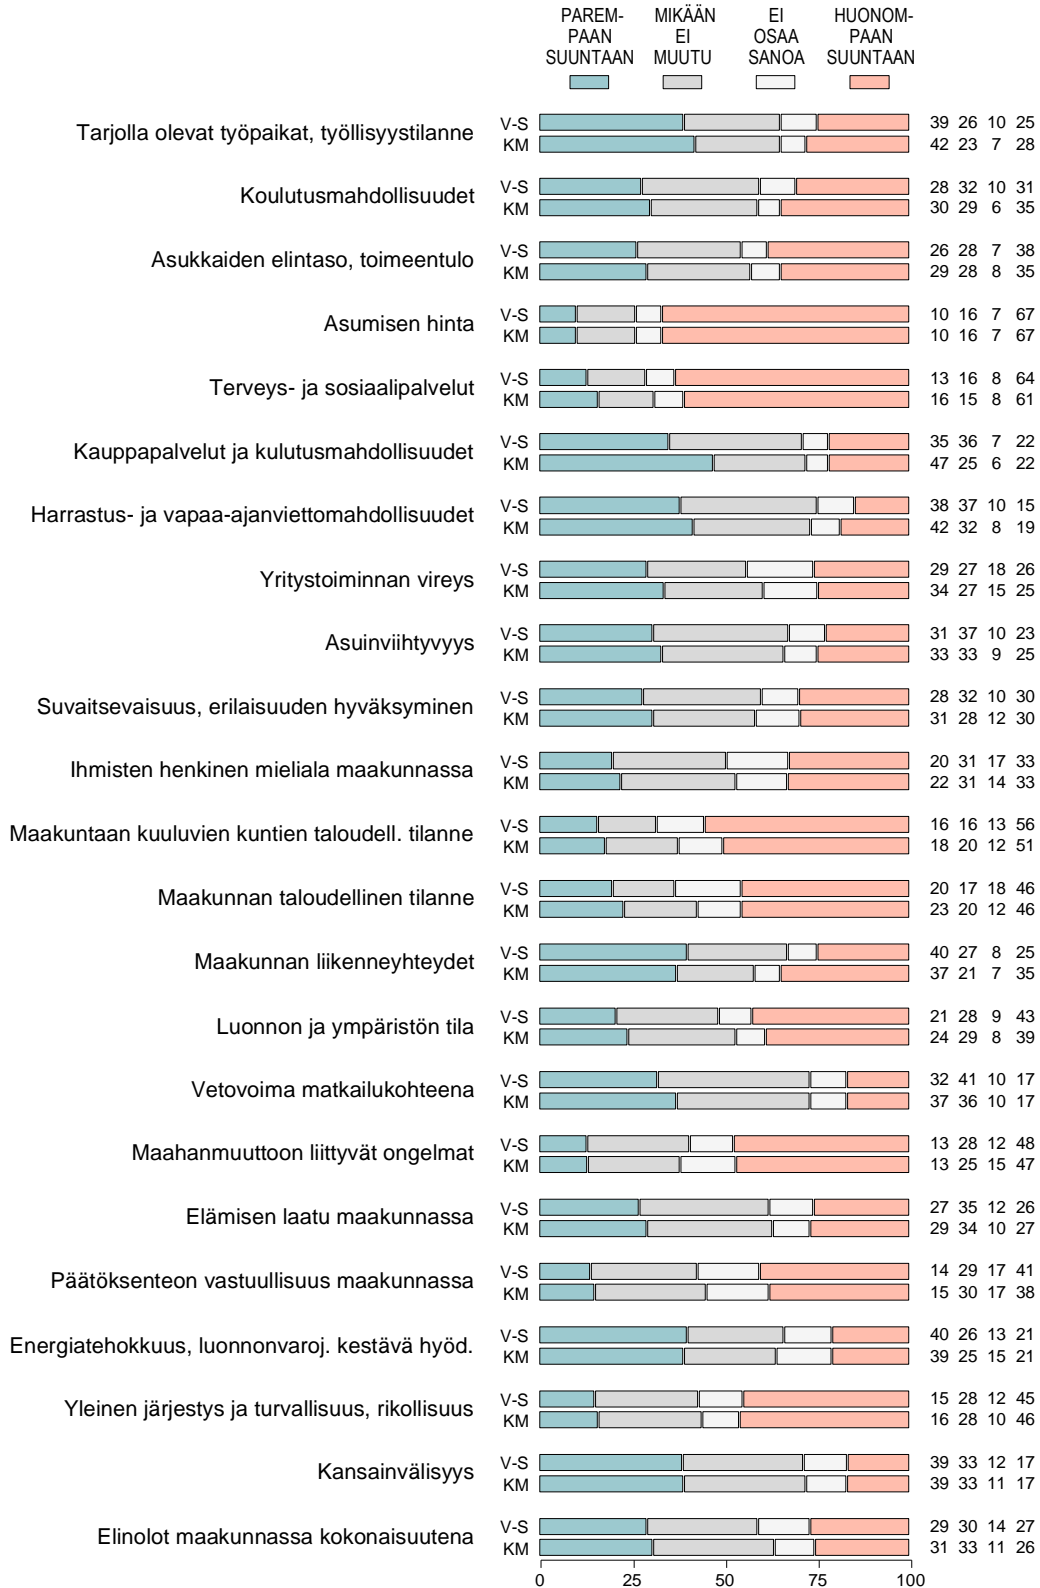 PAREM- MIKÄÄN EI HUONOM-
PAAN EI OSAA PAAN
SUUNTAAN MUUTU SANOA SUUNTAAN
Tarjolla olevat työpaikat, työllisyystilanne V-S 39 26 10 25
KM 42 23 7 28
Koulutusmahdollisuudet V-S 28 32 10 31
KM 30 29 6 35
Asukkaiden elintaso, toimeentulo V-S 26 28 7 38
KM 29 28 8 35
Asumisen hinta V-S 10 16 7 67
KM 10 16 7 67
Terveys- ja sosiaalipalvelut V-S 13 16 8 64
KM 16 15 8 61
Kauppapalvelut ja kulutusmahdollisuudet V-S 35 36 7 22
KM 47 25 6 22
Harrastus- ja vapaa-ajanviettomahdollisuudet V-S 38 37 10 15
KM 42 32 8 19
Yritystoiminnan vireys V-S 29 27 18 26
KM 34 27 15 25
Asuinviihtyvyys V-S 31 37 10 23
KM 33 33 9 25
Suvaitsevaisuus, erilaisuuden hyväksyminen V-S 28 32 10 30
KM 31 28 12 30
Ihmisten henkinen mieliala maakunnassa V-S 20 31 17 33
KM 22 31 14 33
Maakuntaan kuuluvien kuntien taloudell. tilanne V-S 16 16 13 56
KM 18 20 12 51
Maakunnan taloudellinen tilanne V-S 20 17 18 46
KM 23 20 12 46
Maakunnan liikenneyhteydet V-S 40 27 8 25
KM 37 21 7 35
Luonnon ja ympäristön tila V-S 21 28 9 43
KM 24 29 8 39
Vetovoima matkailukohteena V-S 32 41 10 17
KM 37 36 10 17
Maahanmuuttoon liittyvät ongelmat V-S 13 28 12 48
KM 13 25 15 47
Elämisen laatu maakunnassa V-S 27 35 12 26
KM 29 34 10 27
Päätöksenteon vastuullisuus maakunnassa V-S 14 29 17 41
KM 15 30 17 38
Energiatehokkuus, luonnonvaroj. kestävä hyöd. V-S 40 26 13 21
KM 39 25 15 21
Yleinen järjestys ja turvallisuus, rikollisuus V-S 15 28 12 45
KM 16 28 10 46
Kansainvälisyys V-S 39 33 12 17
KM 39 33 11 17
Elinolot maakunnassa kokonaisuutena V-S 29 30 14 27
KM 31 33 11 26
0 25 50 75 100